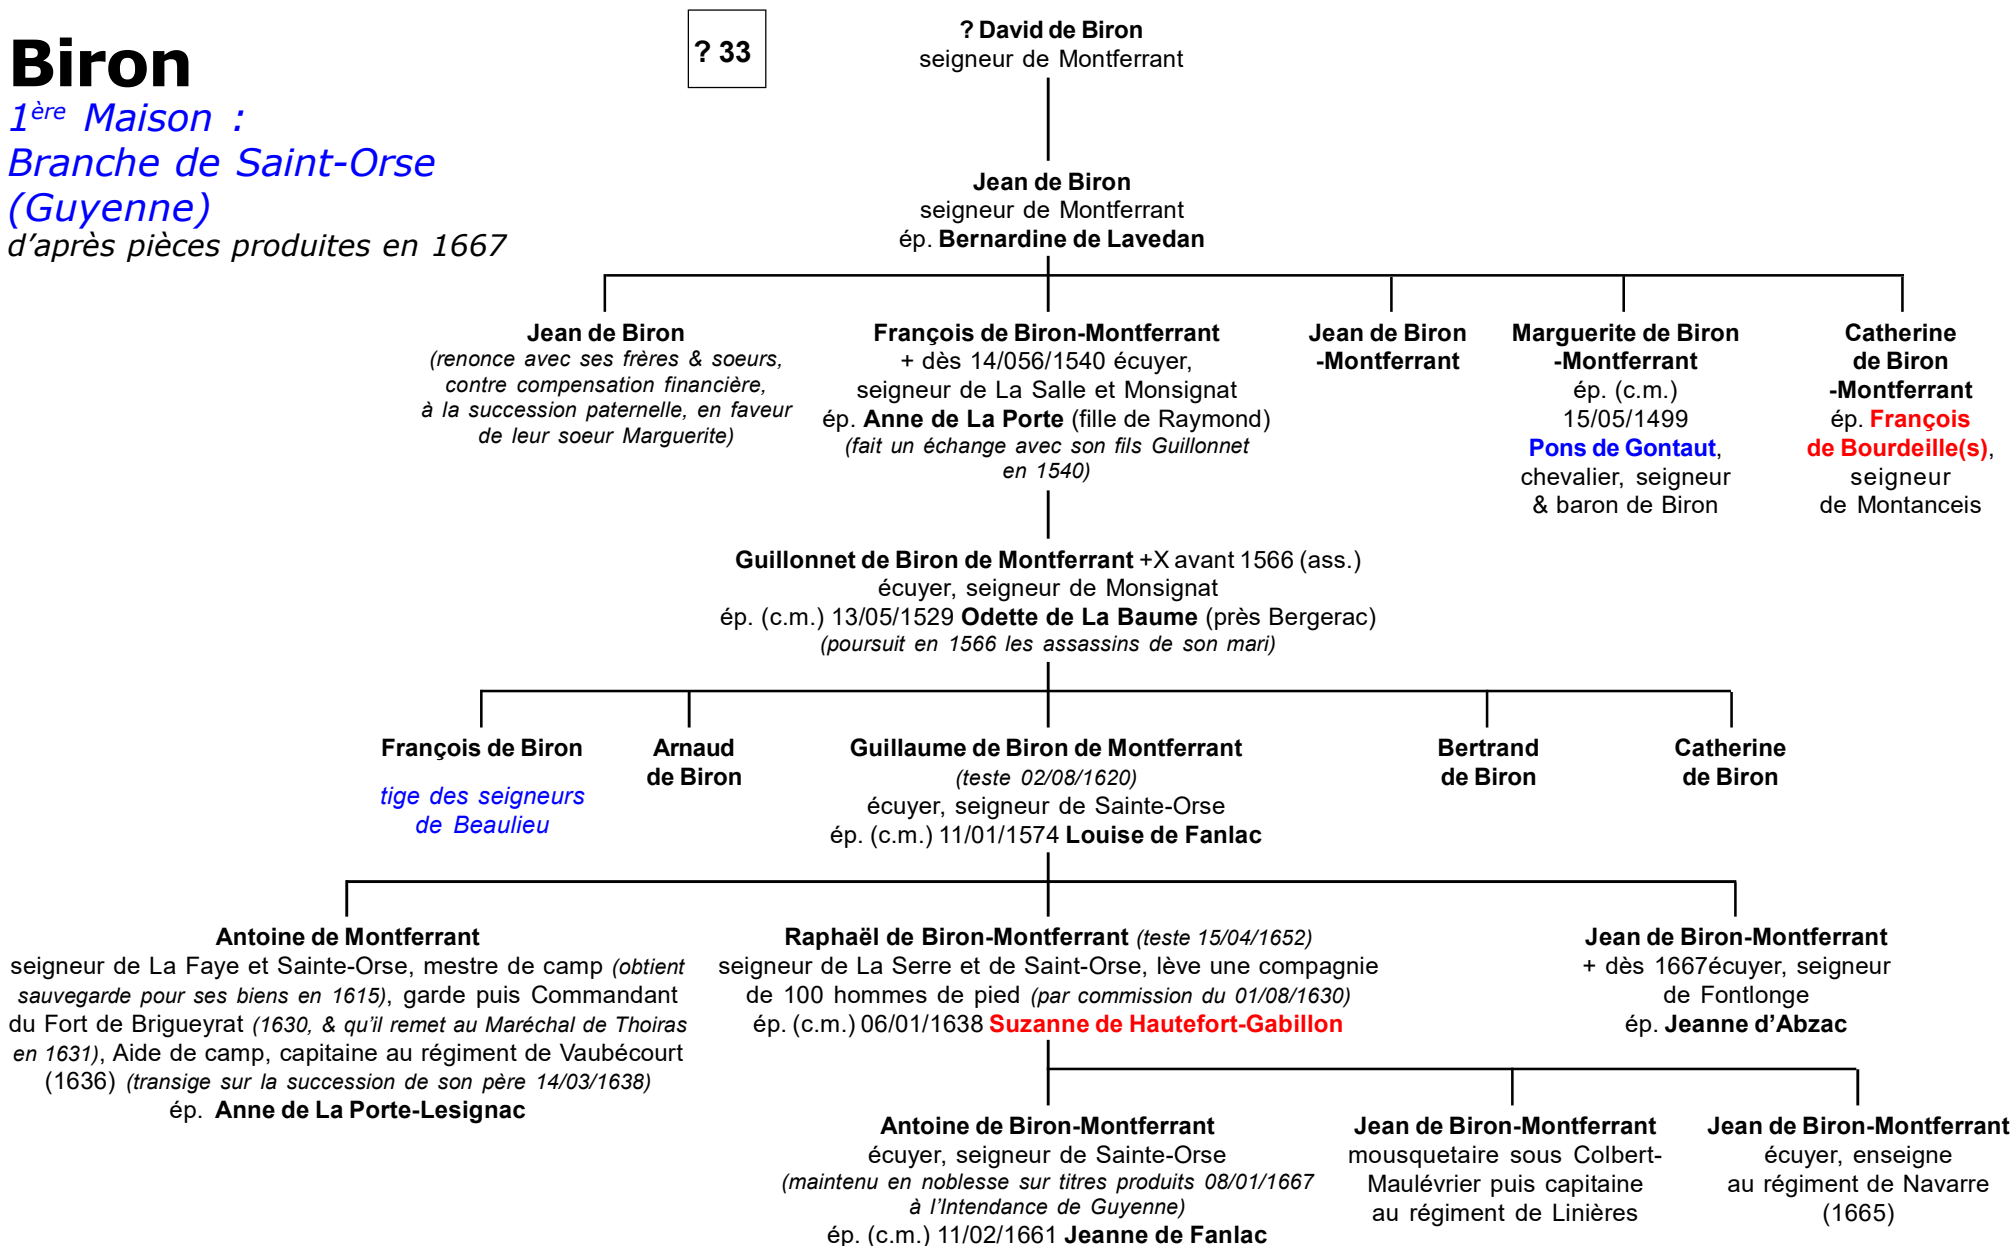 Biron
1ère Maison :
Branche de Saint-Orse
(Guyenne)
d'après pièces produites en 1667
? 33
? David de Biron
seigneur de Montferrant
Jean de Biron
seigneur de Montferrant
ép. Bernardine de Lavedan
Jean de Biron
(renonce avec ses frères & soeurs,
contre compensation financière,
à la succession paternelle, en faveur
de leur soeur Marguerite)
François de Biron-Montferrant
+ dès 14/056/1540 écuyer,
seigneur de La Salle et Monsignat
ép. Anne de La Porte (fille de Raymond)
(fait un échange avec son fils Guillonnet
en 1540)
Jean de Biron
-Montferrant
Marguerite de Biron
-Montferrant
ép. (c.m.)
15/05/1499
Pons de Gontaut,
chevalier, seigneur
& baron de Biron
Catherine
de Biron
-Montferrant
ép. François
de Bourdeille(s),
seigneur
de Montanceis
Guillonnet de Biron de Montferrant +X avant 1566 (ass.)
écuyer, seigneur de Monsignat
ép. (c.m.) 13/05/1529 Odette de La Baume (près Bergerac)
(poursuit en 1566 les assassins de son mari)
François de Biron
tige des seigneurs
de Beaulieu
Arnaud
de Biron
Guillaume de Biron de Montferrant
(teste 02/08/1620)
écuyer, seigneur de Sainte-Orse
ép. (c.m.) 11/01/1574 Louise de Fanlac
Bertrand
de Biron
Catherine
de Biron
Antoine de Montferrant
seigneur de La Faye et Sainte-Orse, mestre de camp (obtient
sauvegarde pour ses biens en 1615), garde puis Commandant
du Fort de Brigueyrat (1630, & qu'il remet au Maréchal de Thoiras
en 1631), Aide de camp, capitaine au régiment de Vaubécourt
(1636) (transige sur la succession de son père 14/03/1638)
ép. Anne de La Porte-Lesignac
Raphaël de Biron-Montferrant (teste 15/04/1652)
seigneur de La Serre et de Saint-Orse, lève une compagnie
de 100 hommes de pied (par commission du 01/08/1630)
ép. (c.m.) 06/01/1638 Suzanne de Hautefort-Gabillon
Jean de Biron-Montferrant
+ dès 1667écuyer, seigneur
de Fontlonge
ép. Jeanne d'Abzac
Antoine de Biron-Montferrant
écuyer, seigneur de Sainte-Orse
(maintenu en noblesse sur titres produits 08/01/1667
à l'Intendance de Guyenne)
ép. (c.m.) 11/02/1661 Jeanne de Fanlac
Jean de Biron-Montferrant
mousquetaire sous Colbert-
Maulévrier puis capitaine
au régiment de Linières
Jean de Biron-Montferrant
écuyer, enseigne
au régiment de Navarre
(1665)